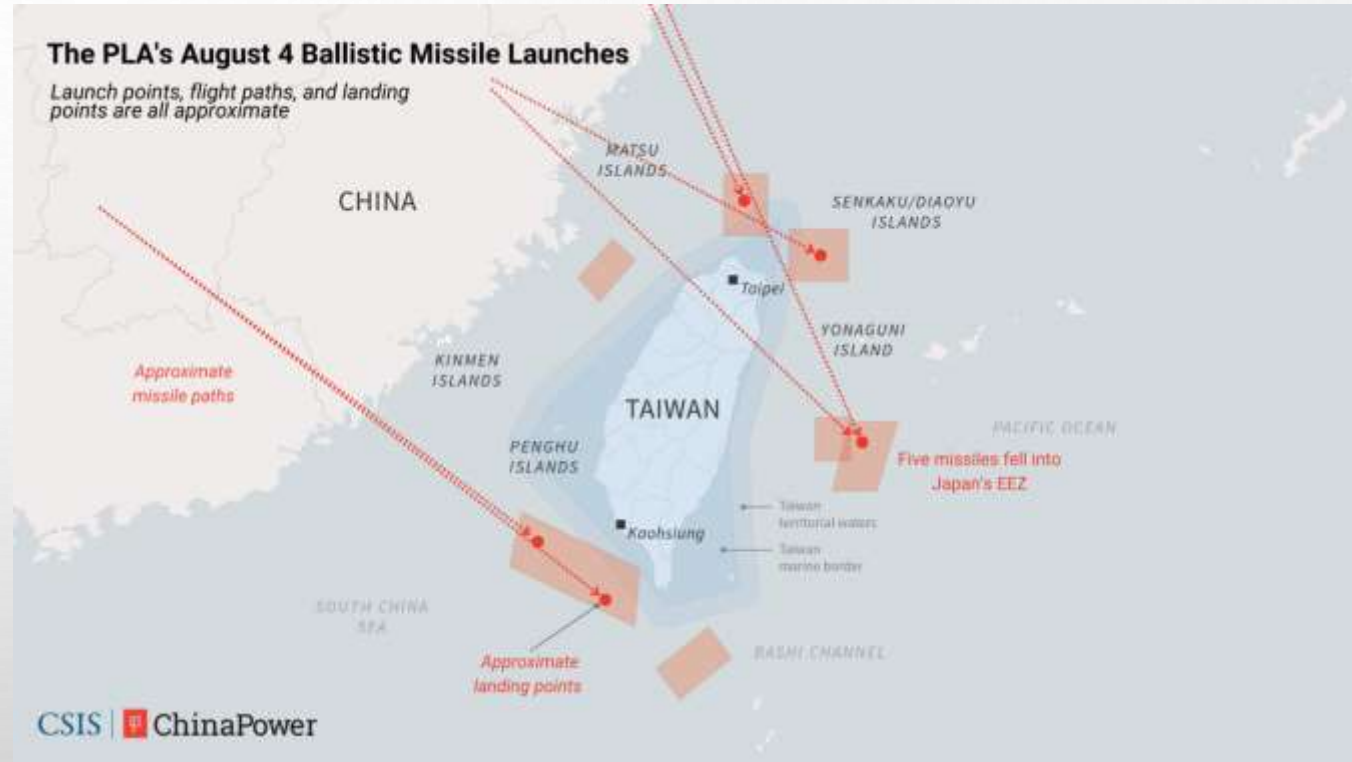 The PLA's August 4 Ballistic Missile Launches
Launch points, flight paths, and landing
points are all approximate
MATSU
ISLANDS
CHINA
SENKAKU/DIAOYU
ISLANDS
Taipei
YONAGUNI
ISLAND
KINMEN
ISLANDS
Approximate
missile paths
TAIWAN
PENGHU
ISLANDS
PACIFIC OCEAN
Five missiles fell into
Japan's EEZ
Taiwan
territorial waters
Kaohsiung
Taiwan
marine border
SOUTH CHINA
SEA
Approximate
landing points
BASHI CHANNEL
CSIS ChinaPower